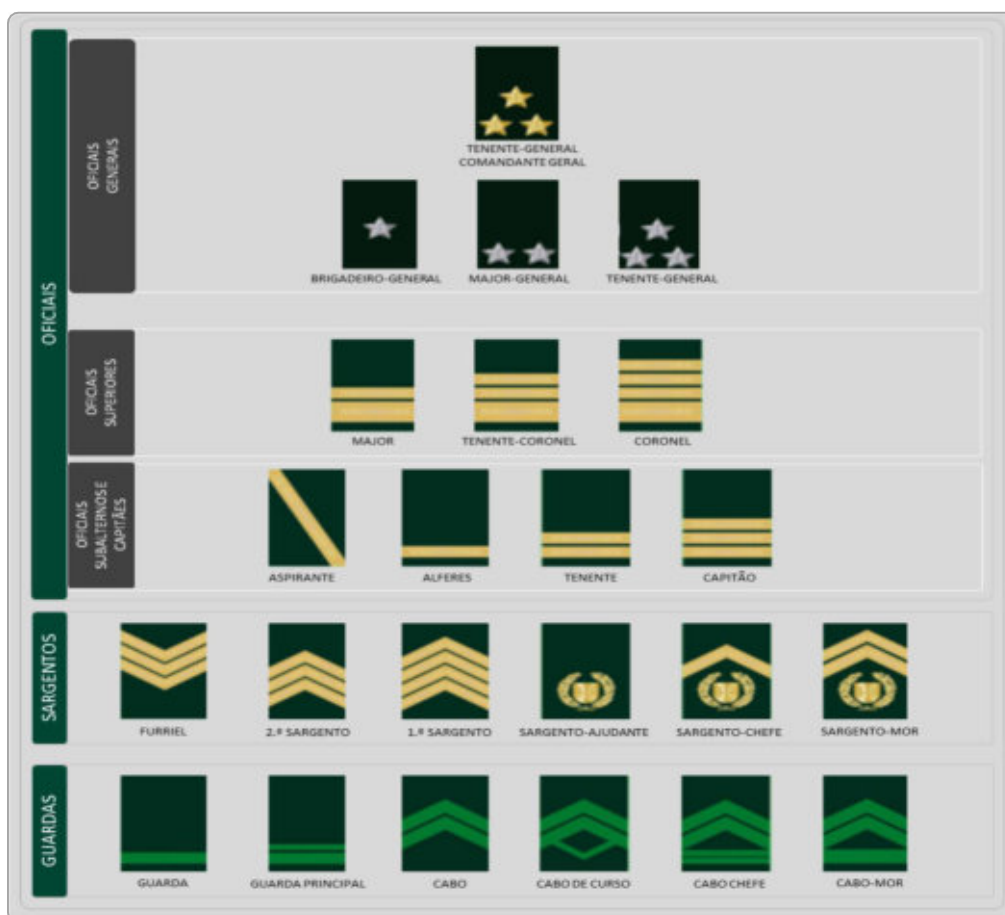 OFICIAIS
OFICIAIS
GENERAIS
TENENTE-GENERAL
COMANDANTE GERAL
BRIGADEIRO-GENERAL
MAJOR-GENERAL
TENENTE-GENERAL
OFICIAIS
SUPERIORES
MAJOR
TENENTE-CORONEL
CORONEL
OFICIAIS
SUBALTERNOS E
CAPITÃES
ASPIRANTE
ALFERES
TENENTE
CAPITÃO
SARGENTOS
FURRIEL
2.º SARGENTO
1.º SARGENTO
SARGENTO-AJUDANTE
SARGENTO-CHEFE
SARGENTO-MOR
GUARDAS
GUARDA
GUARDA PRINCIPAL
CABO
CABO DE CURSO
CABO CHEFE
CABO-MOR